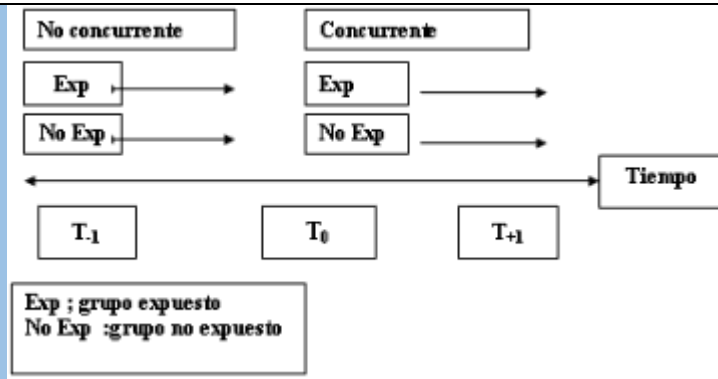 No concurrente
Concurrente
Exp
Exp
No Exp
No Exp
Tiempo
T-1
T0
T+1
Exp ; grupo expuesto
No Exp :grupo no expuesto